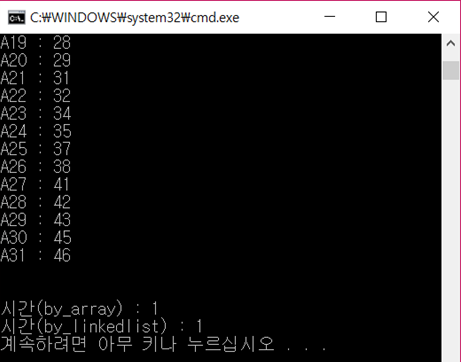 C:₩WINDOWS₩system32₩cmd.exe
A19 : 28
A20 : 29
A21 : 31
A22 : 32
A23 : 34
A24 : 35
A25 : 37
A26 : 38
A27 : 41
A28 : 42
A29 : 43
A30 : 45
A31 : 46
시간(by_array) : 1
시간(by_linkedlist) : 1
계속하려면 아무 키나 누르십시오 . . .